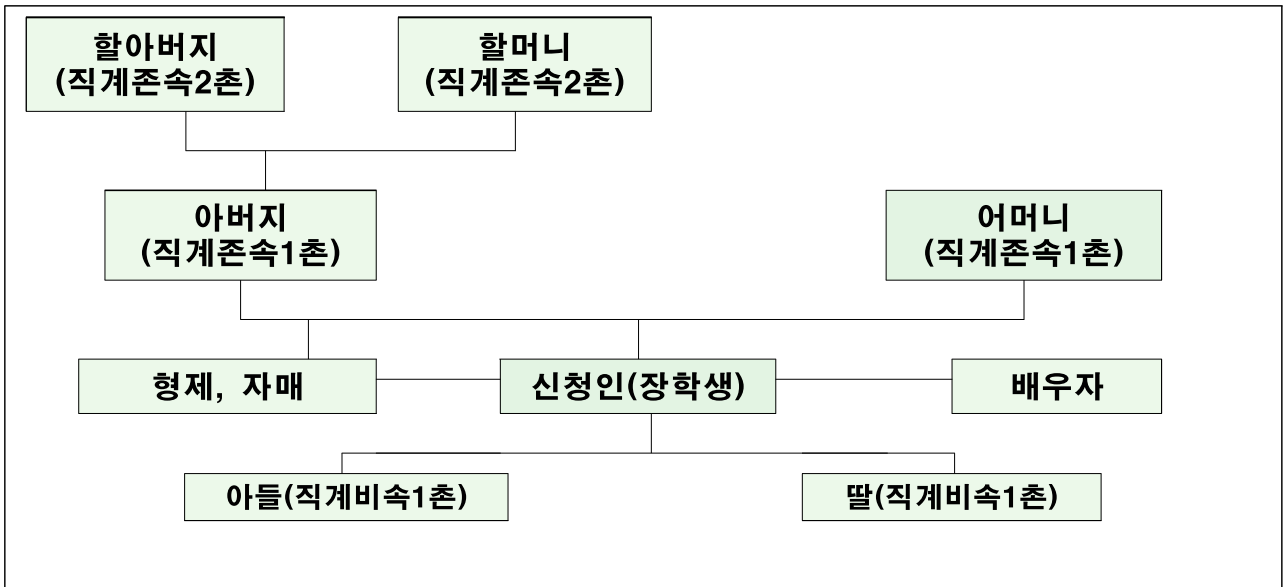 할아버지
(직계존속2촌)
할머니
(직계존속2촌)
아버지
(직계존속1촌)
어머니
(직계존속1촌)
형제, 자매
신청인(장학생)
배우자
아들(직계비속1촌)
딸(직계비속1촌)